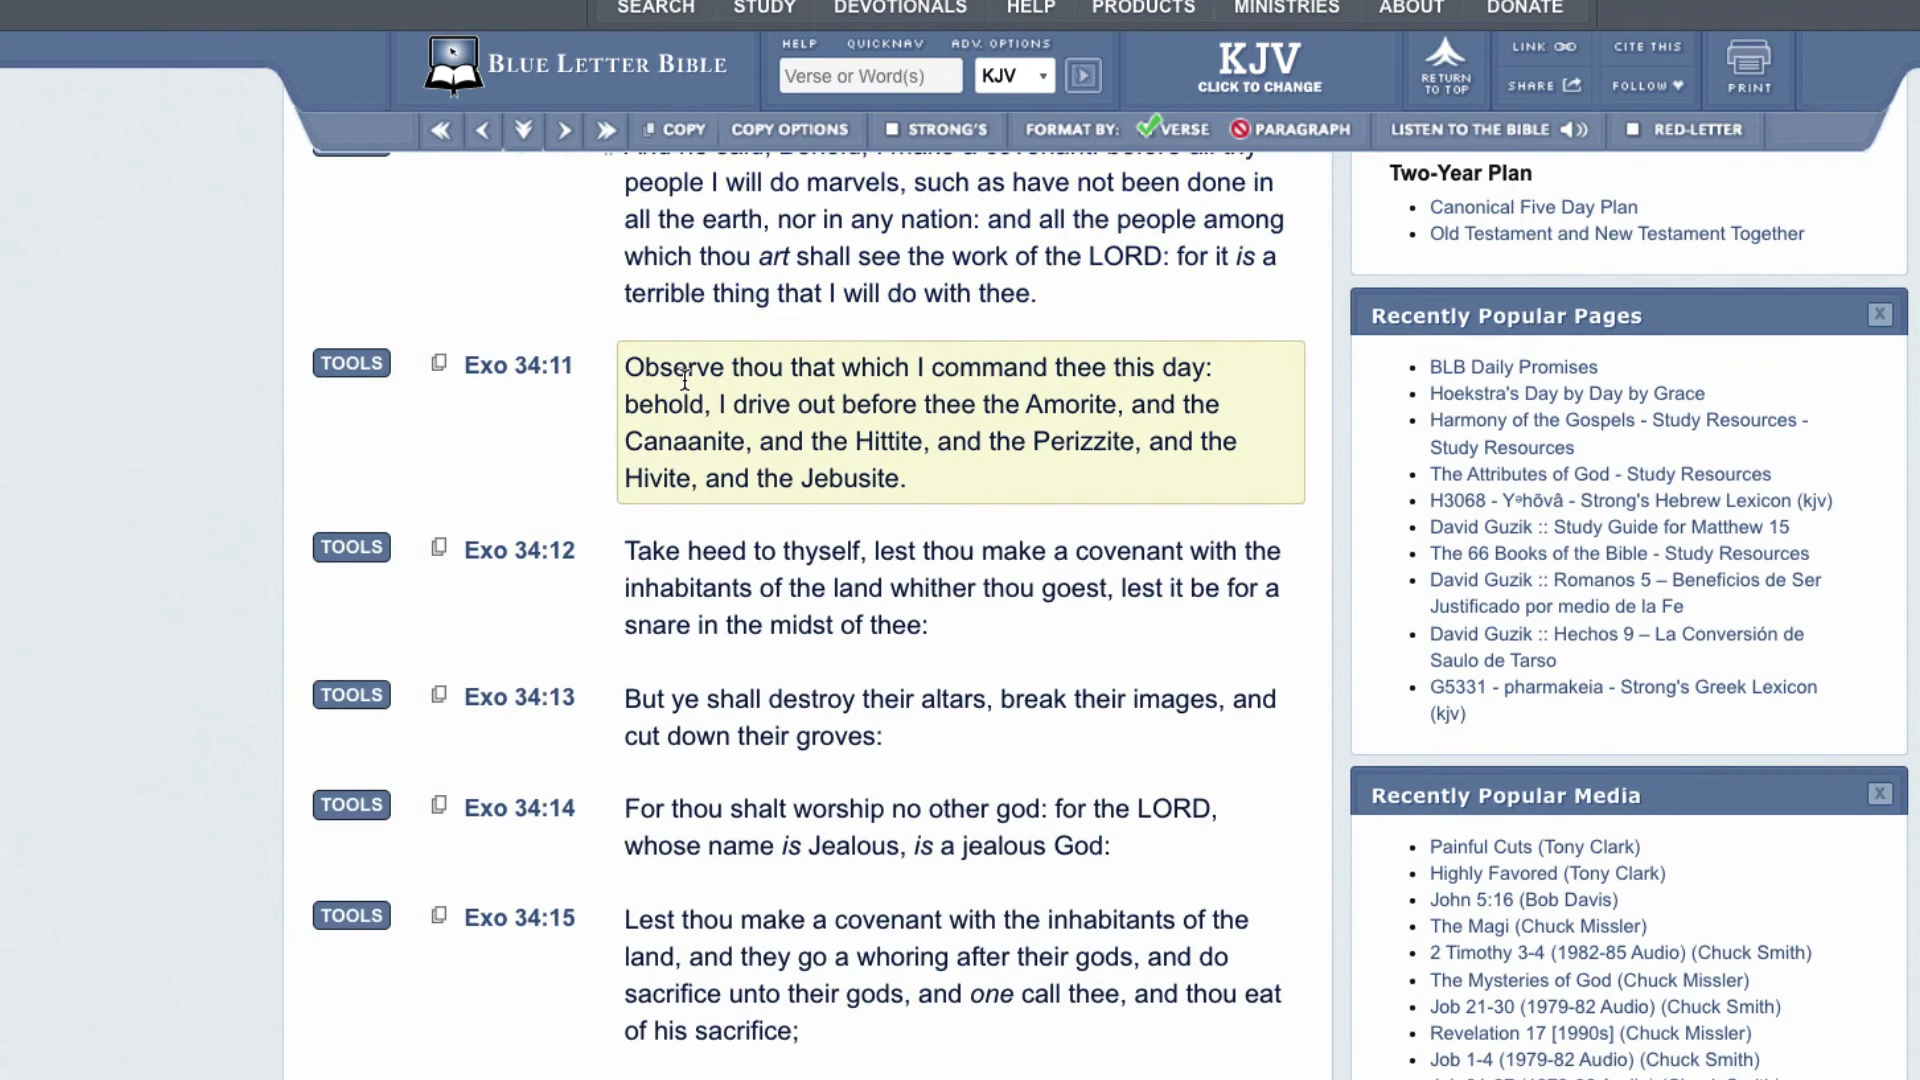 SEARCH STUDY DEVOTIONALS HELP PRODUCTS MINISTRIES ABOUT DONATE
BLUE LETTER BIBLE
HELP QUICKNAV ADV. OPTIONS
Verse or Word(s) KJV
KJV
CLICK TO CHANGE
RETURN
TO TOP
LINK
SHARE
CITE THIS
FOLLOW
PRINT
COPY COPY OPTIONS STRONG'S FORMAT BY: VERSE PARAGRAPH LISTEN TO THE BIBLE RED-LETTER
And he said, Behold, I make a covenant: before all thy
people I will do marvels, such as have not been done in
all the earth, nor in any nation: and all the people among
which thou art shall see the work of the LORD: for it is a
terrible thing that I will do with thee.
TOOLS Exo 34:11 Observe thou that which I command thee this day:
behold, I drive out before thee the Amorite, and the
Canaanite, and the Hittite, and the Perizzite, and the
Hivite, and the Jebusite.
TOOLS Exo 34:12 Take heed to thyself, lest thou make a covenant with the
inhabitants of the land whither thou goest, lest it be for a
snare in the midst of thee:
TOOLS Exo 34:13 But ye shall destroy their altars, break their images, and
cut down their groves:
TOOLS Exo 34:14 For thou shalt worship no other god: for the LORD,
whose name is Jealous, is a jealous God:
TOOLS Exo 34:15 Lest thou make a covenant with the inhabitants of the
land, and they go a whoring after their gods, and do
sacrifice unto their gods, and one call thee, and thou eat
of his sacrifice;
Two-Year Plan
• Canonical Five Day Plan
• Old Testament and New Testament Together
Recently Popular Pages X
• BLB Daily Promises
• Hoekstra's Day by Day by Grace
• Harmony of the Gospels - Study Resources -
Study Resources
• The Attributes of God - Study Resources
• H3068 - Yᵊhōvâ - Strong's Hebrew Lexicon (kjv)
• David Guzik :: Study Guide for Matthew 15
• The 66 Books of the Bible - Study Resources
• David Guzik :: Romanos 5 – Beneficios de Ser
Justificado por medio de la Fe
• David Guzik :: Hechos 9 – La Conversión de
Saulo de Tarso
• G5331 - pharmakeia - Strong's Greek Lexicon
(kjv)
Recently Popular Media X
• Painful Cuts (Tony Clark)
• Highly Favored (Tony Clark)
• John 5:16 (Bob Davis)
• The Magi (Chuck Missler)
• 2 Timothy 3-4 (1982-85 Audio) (Chuck Smith)
• The Mysteries of God (Chuck Missler)
• Job 21-30 (1979-82 Audio) (Chuck Smith)
• Revelation 17 [1990s] (Chuck Missler)
• Job 1-4 (1979-82 Audio) (Chuck Smith)